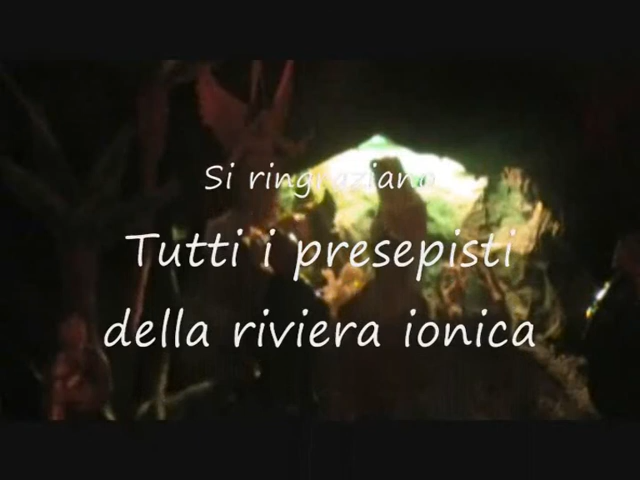 Si ringraziano
Tutti i presepisti
della riviera ionica